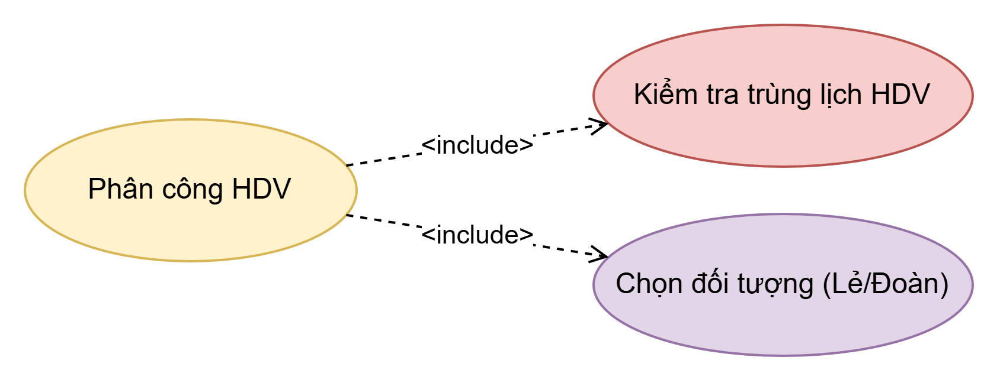 Kiểm tra trùng lịch HDV
<include>
Phân công HDV
<include>
Chọn đối tượng (Lẻ/Đoàn)